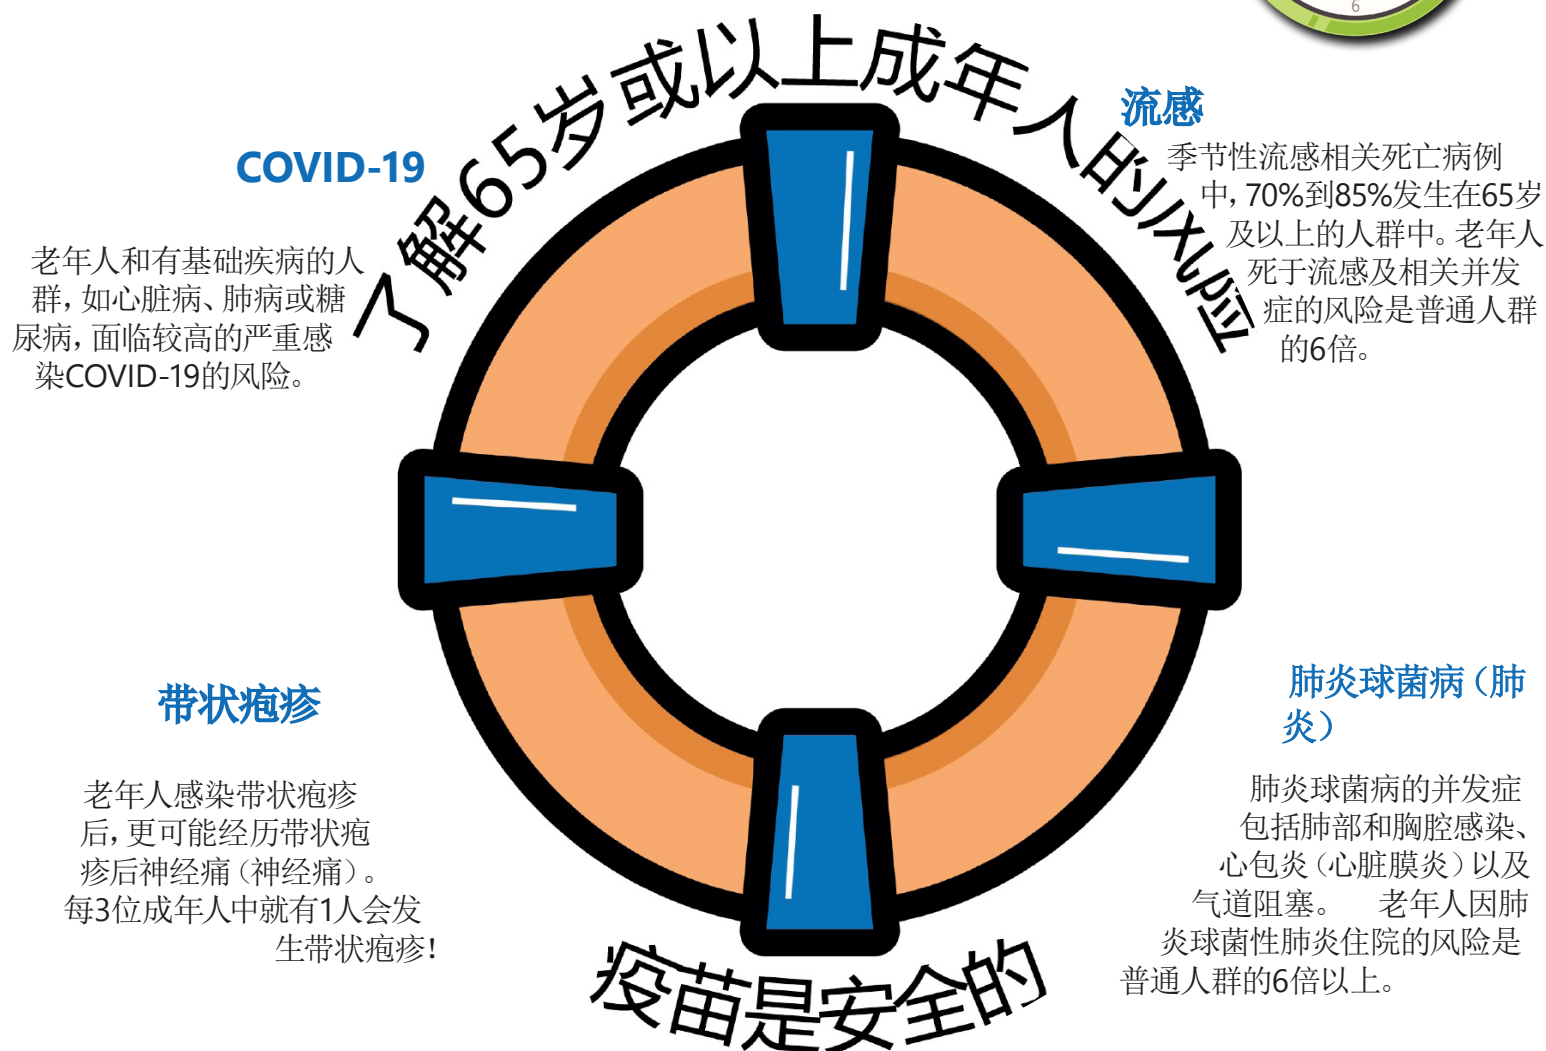 6
了解65岁或以上成年人的风险
COVID-19
老年人和有基础疾病的人
群，如心脏病、肺病或糖
尿病，面临较高的严重感
染COVID-19的风险。
流感
季节性流感相关死亡病例
中，70%到85%发生在65岁
及以上的人群中。老年人
死于流感及相关并发
症的风险是普通人群
的6倍。
带状疱疹
老年人感染带状疱疹
后，更可能经历带状疱
疹后神经痛（神经痛）。
每3位成年人中就有1人会发
生带状疱疹！
肺炎球菌病（肺
炎）
肺炎球菌病的并发症
包括肺部和胸腔感染、
心包炎（心脏膜炎）以及
气道阻塞。 老年人因肺
炎球菌性肺炎住院的风险是
普通人群的6倍以上。
疫苗是安全的